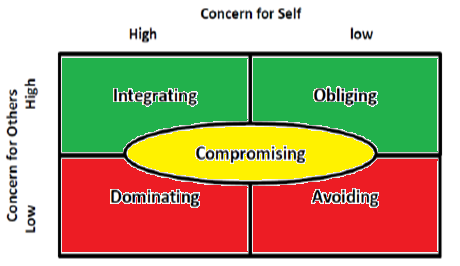 Concern for Self
High low
Concern for Others
High
Low
Integrating Obliging
Compromising
Dominating Avoiding